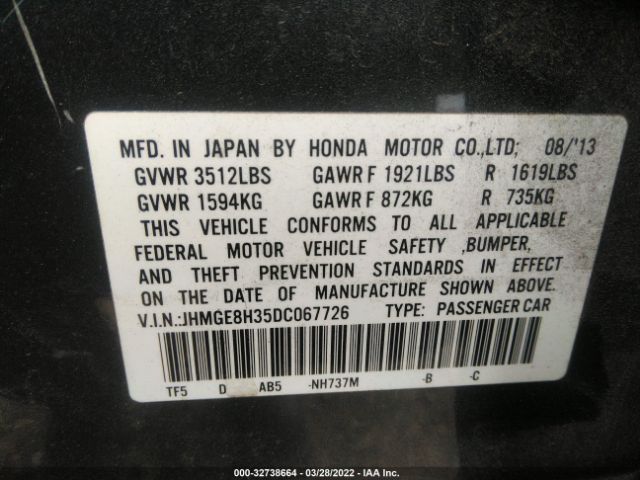 MFD. IN JAPAN BY HONDA MOTOR CO.,LTD; 08/'13
GVWR 3512LBS GAWR F 1921LBS R 1619LBS
GVWR 1594KG GAWR F 872KG R 735KG
THIS VEHICLE CONFORMS TO ALL APPLICABLE
FEDERAL MOTOR VEHICLE SAFETY ,BUMPER,
AND THEFT PREVENTION STANDARDS IN EFFECT
ON THE DATE OF MANUFACTURE SHOWN ABOVE.
V.I.N.:JHMGE8H35DC067726 TYPE: PASSENGER CAR
TF5 D AB5 -NH737M -B -C
000-32738664 / 03/28/2022 - IAA Inc.